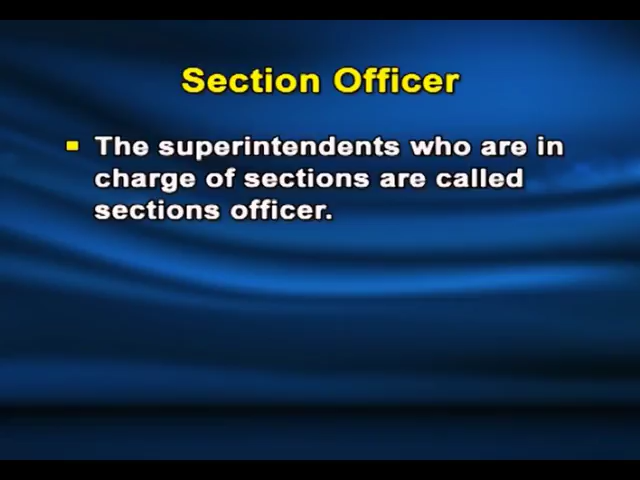 Section Officer
The superintendents who are in
charge of sections are called
sections officer.